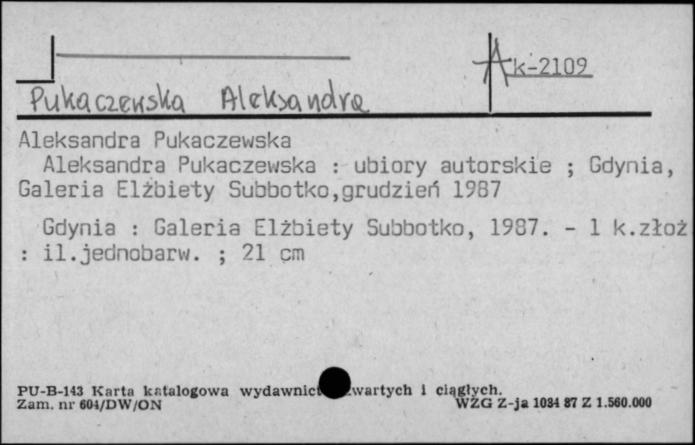 Ak-2109
Pukaczewska Aleksandra
Aleksandra Pukaczewska
Aleksandra Pukaczewska : ubiory autorskie ; Gdynia,
Galeria Elżbiety Subbotko,grudzień 1987
Gdynia : Galeria Elżbiety Subbotko, 1987. - 1 k.złoż
: il.jednobarw. ; 21 cm
PU-B-143 Karta katalogowa wydawnict wartych i ciągłych.
Zam. nr 604/DW/ON WZG Z-ja 1034 87 Z 1.560.000